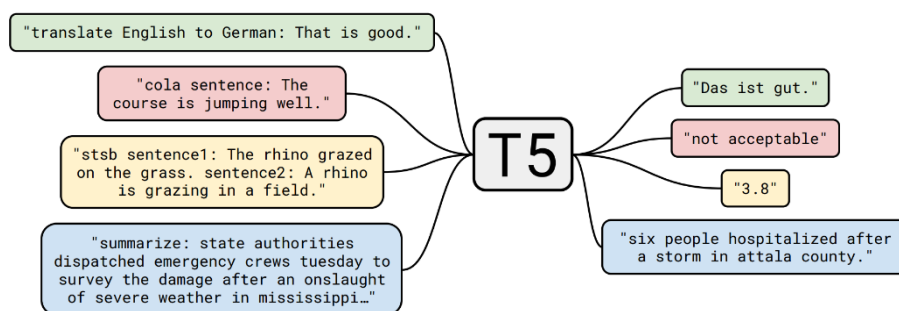 "translate English to German: That is good."
"cola sentence: The
course is jumping well."
"stsb sentence1: The rhino grazed
on the grass. sentence2: A rhino
is grazing in a field."
"summarize: state authorities
dispatched emergency crews tuesday to
survey the damage after an onslaught
of severe weather in mississippi…"
T5
"Das ist gut."
"not acceptable"
"3.8"
"six people hospitalized after
a storm in attala county."